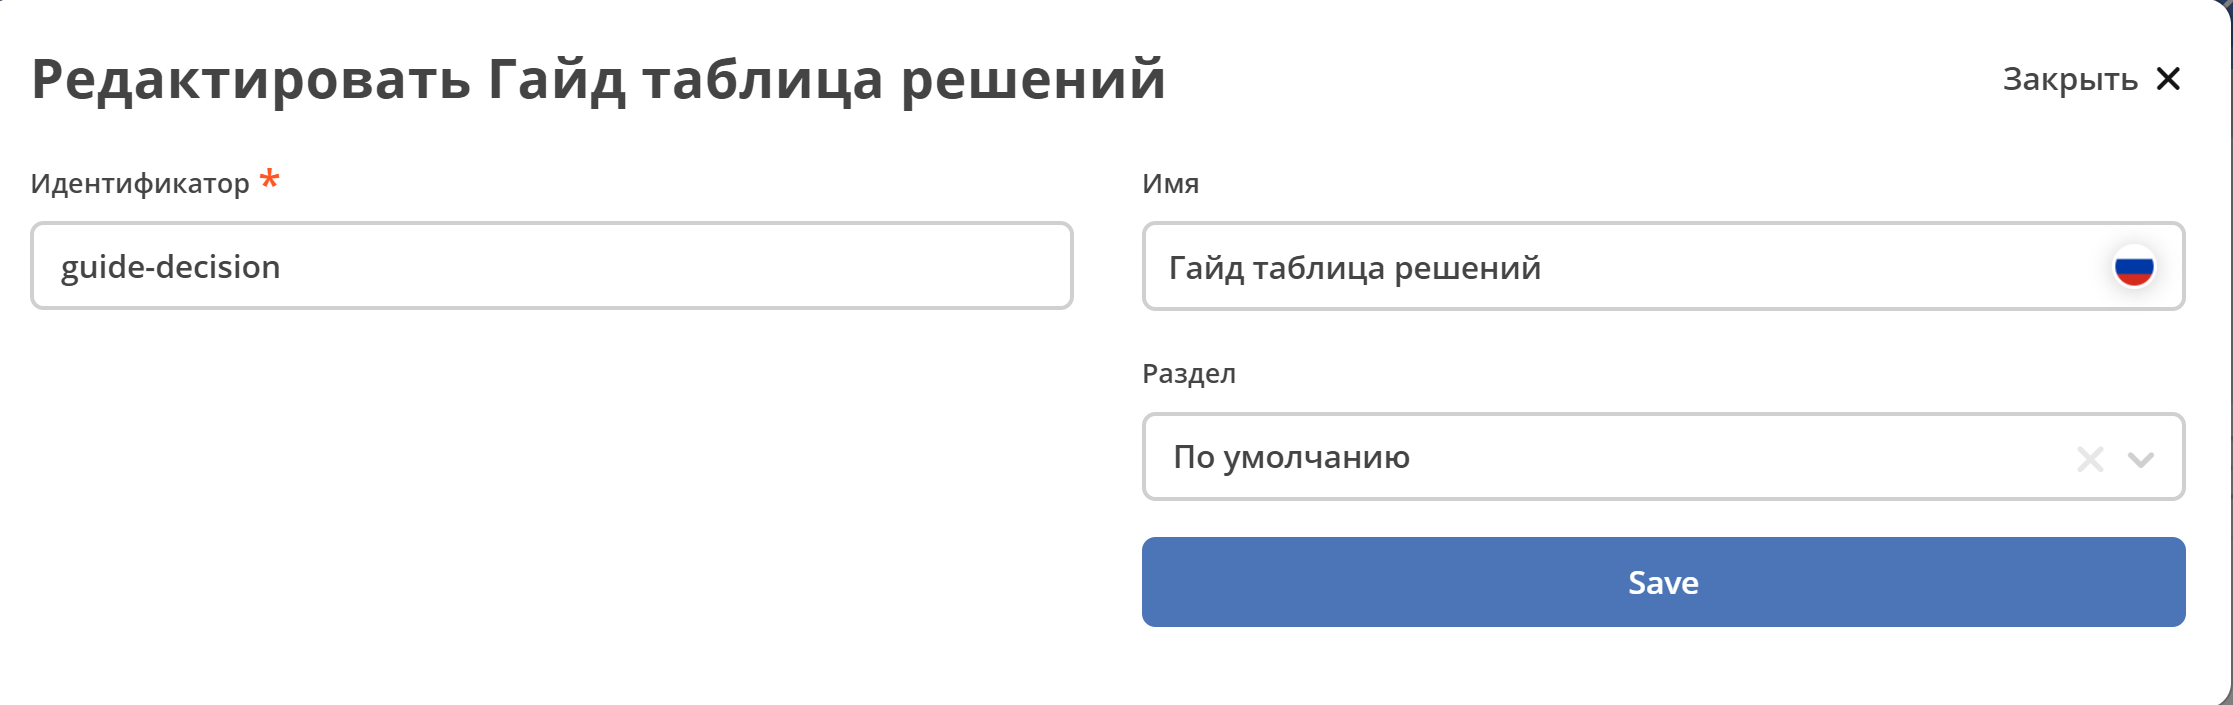 Редактировать Гайд таблица решений
Закрыть
Идентификатор *
guide-decision
Имя
Гайд таблица решений
Раздел
По умолчанию
Save